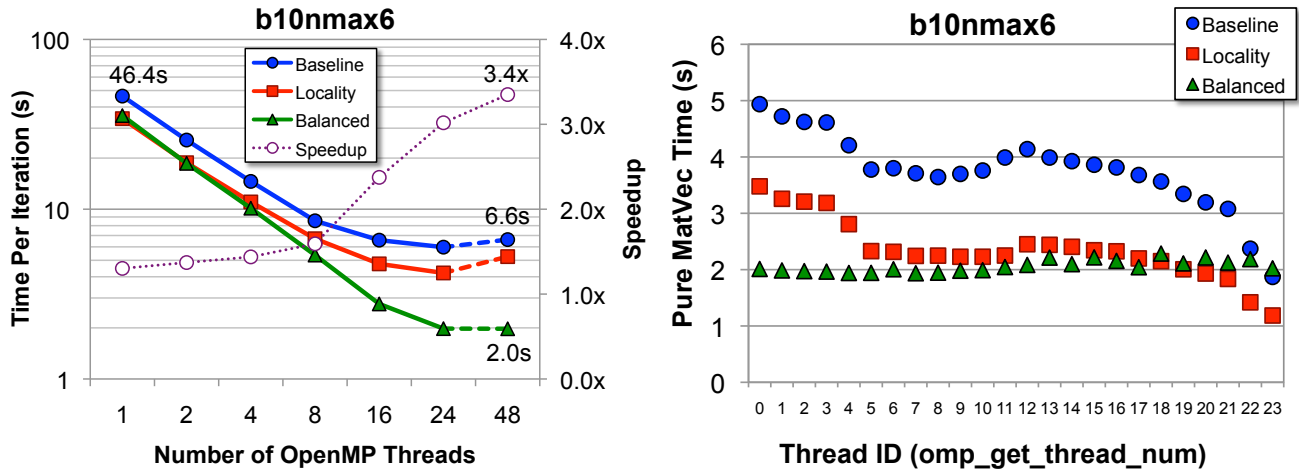 b10nmax6
Time Per Iteration (s)
100
10
1
46.4s
Baseline
Locality
Balanced
Speedup
3.4x
6.6s
2.0s
4.0x
3.0x
2.0x
1.0x
0.0x
Speedup
1 2 4 8 16 24 48
Number of OpenMP Threads
b10nmax6
Baseline
Locality
Balanced
Pure MatVec Time (s)
6
5
4
3
2
1
0
0 1 2 3 4 5 6 7 8 9 10 11 12 13 14 15 16 17 18 19 20 21 22 23
Thread ID (omp_get_thread_num)